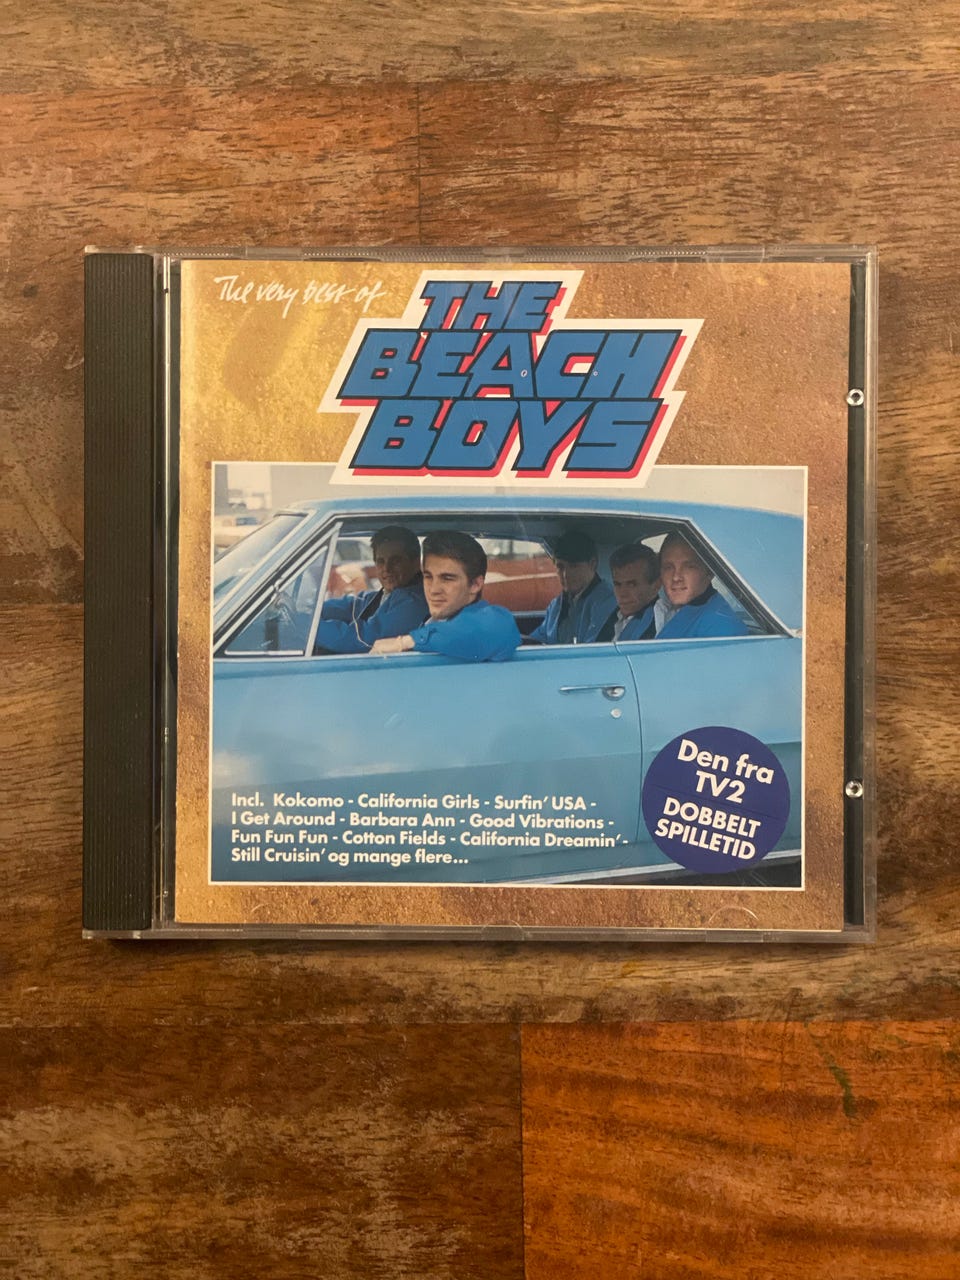 The very best of
THE
BEACH
BOYS
Incl. Kokomo - California Girls - Surfin' USA -
I Get Around - Barbara Ann - Good Vibrations -
Fun Fun Fun - Cotton Fields - California Dreamin' -
Still Cruisin' og mange flere...
Den fra
TV2
DOBBELT
SPILLETID